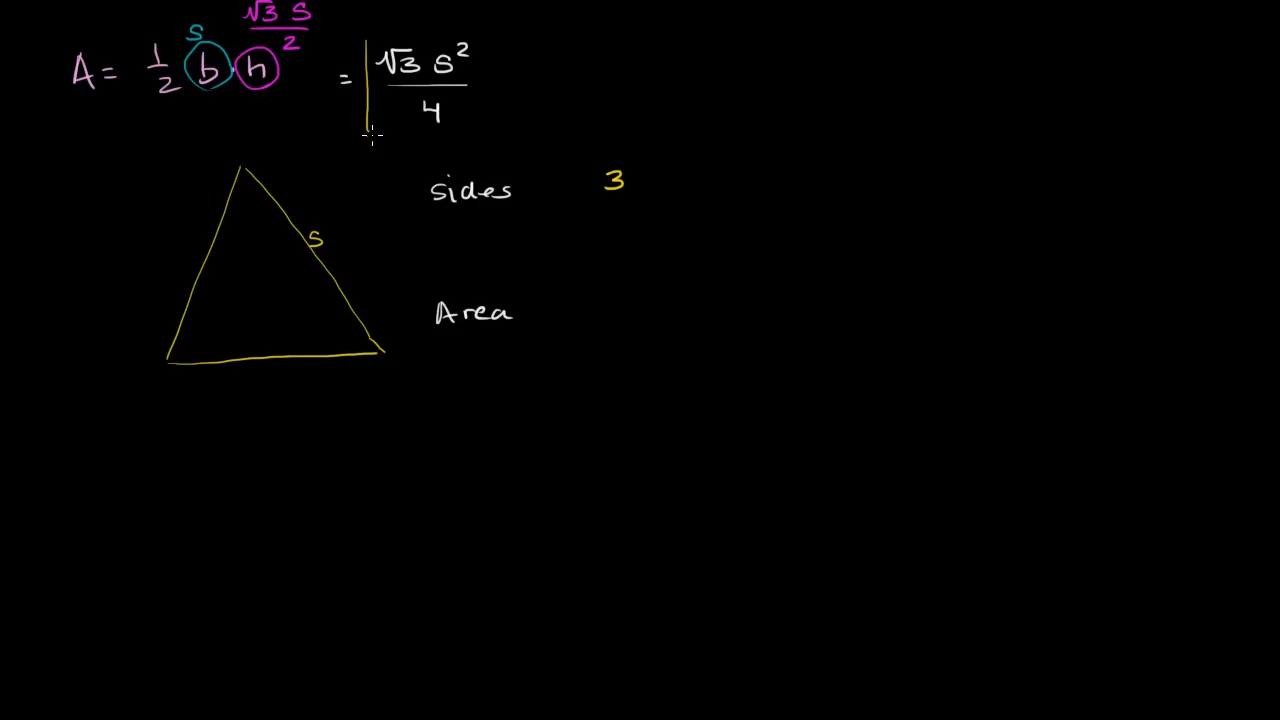 √3 s
s 2
A = 1/2 b · h = √3 s² / 4
sides 3
s
Area